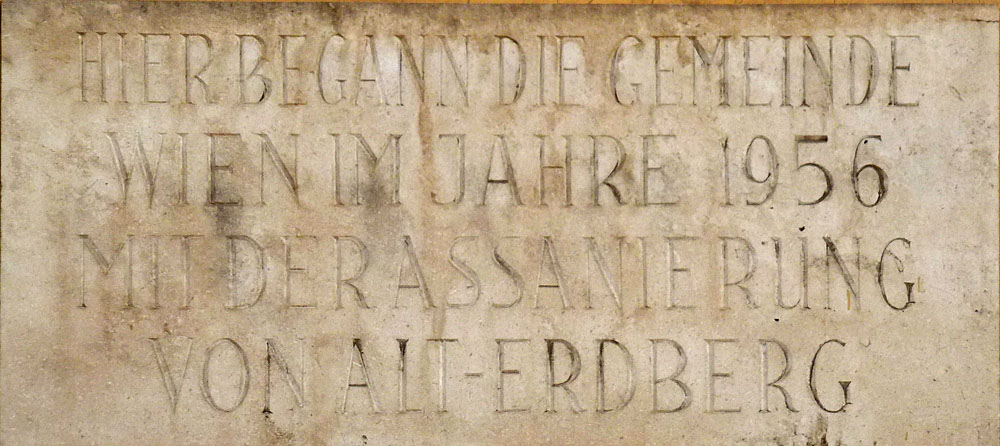 HIER BEGANN DIE GEMEINDE
WIEN IM JAHRE 1956
MIT DER ASSANIERUNG
VON ALT-ERDBERG